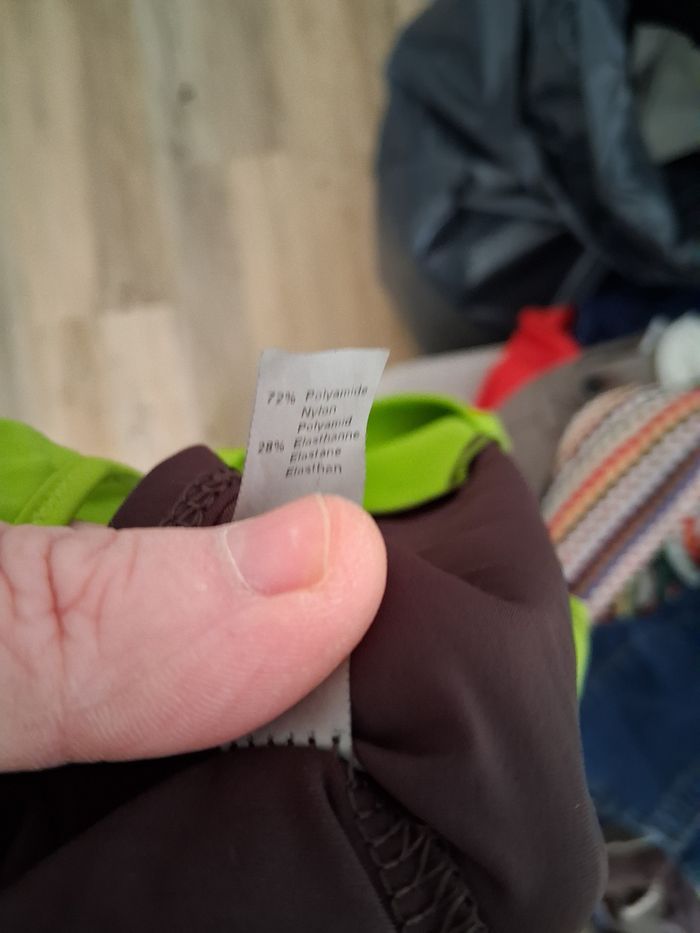 72% Polyamide
Nylon
Polyamid
28% Elasthanne
Elastane
Elasthan